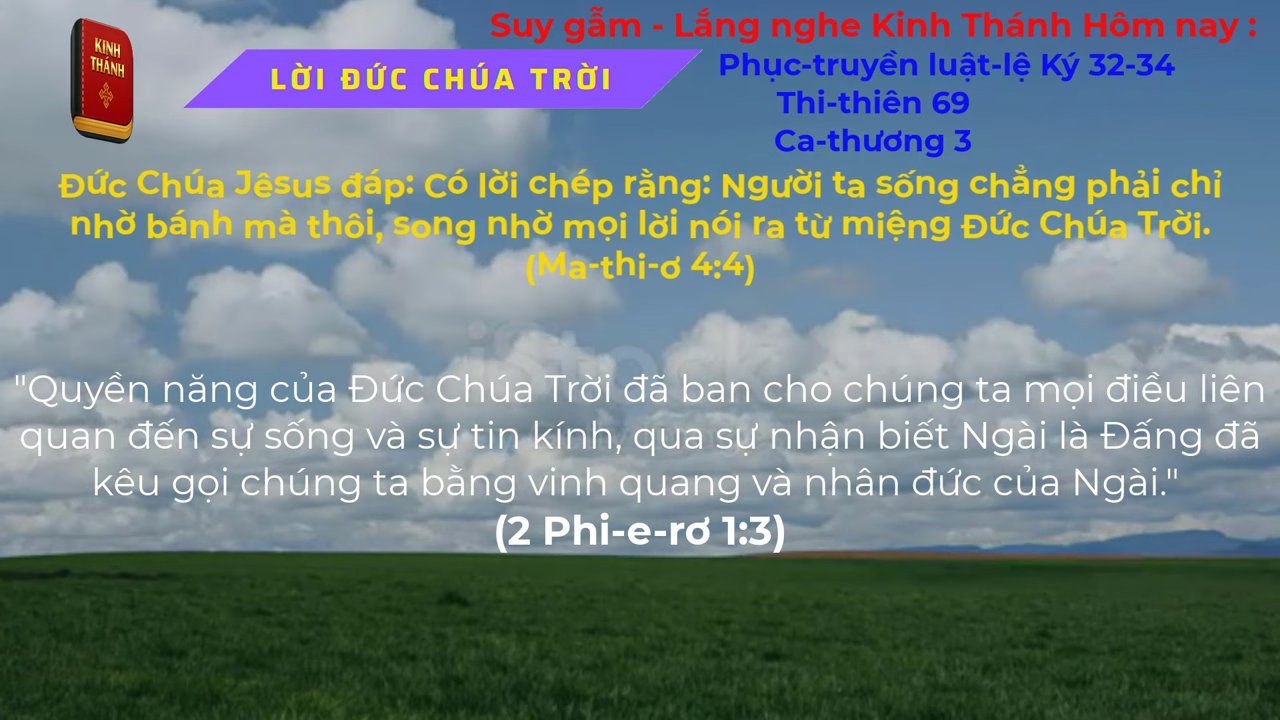 Suy gẫm - Lắng nghe Kinh Thánh Hôm nay :
KINH
THÁNH
LỜI ĐỨC CHÚA TRỜI
Phục-truyền luật-lệ Ký 32-34
Thi-thiên 69
Ca-thương 3
Đức Chúa Jêsus đáp: Có lời chép rằng: Người ta sống chẳng phải chỉ
nhờ bánh mà thôi, song nhờ mọi lời nói ra từ miệng Đức Chúa Trời.
(Ma-thi-ơ 4:4)
iStock
"Quyền năng của Đức Chúa Trời đã ban cho chúng ta mọi điều liên
quan đến sự sống và sự tin kính, qua sự nhận biết Ngài là Đấng đã
kêu gọi chúng ta bằng vinh quang và nhân đức của Ngài."
(2 Phi-e-rơ 1:3)